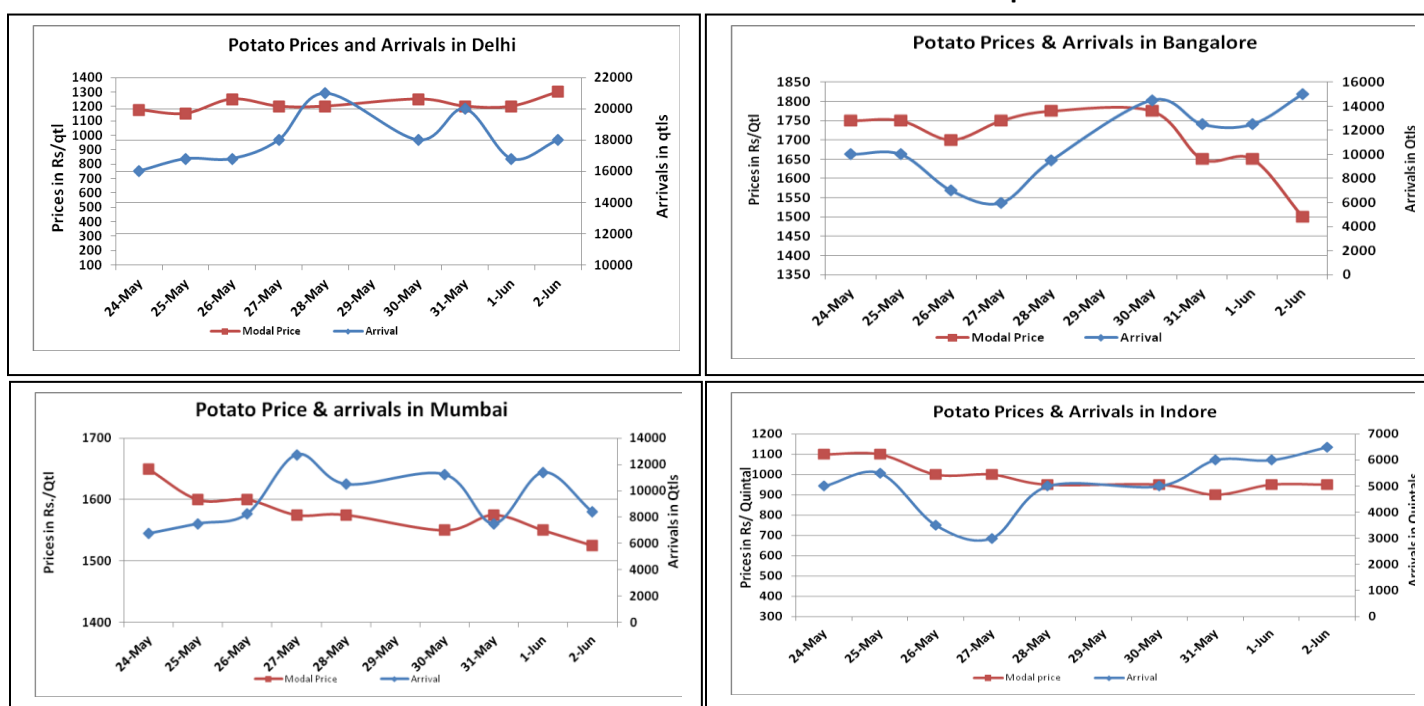 Potato Prices and Arrivals in Delhi
Prices in Rs/qtl
1400
1300
1200
1100
1000
900
800
700
600
500
400
300
200
100
22000
20000
18000
16000
14000
12000
10000
Arrivals in qtls
24-May
25-May
26-May
27-May
28-May
29-May
30-May
31-May
1-Jun
2-Jun
Modal Price
Arrival
Potato Prices & Arrivals in Bangalore
Prices in Rs/Qtl
1850
1800
1750
1700
1650
1600
1550
1500
1450
1400
1350
16000
14000
12000
10000
8000
6000
4000
2000
0
Arrivals in Qtls
24-May
25-May
26-May
27-May
28-May
29-May
30-May
31-May
1-Jun
2-Jun
Modal Price
Arrival
Potato Price & arrivals in Mumbai
Prices in Rs./Qtl
1700
1600
1500
1400
14000
12000
10000
8000
6000
4000
2000
0
Arrivals in Qtls
24-May
25-May
26-May
27-May
28-May
29-May
30-May
31-May
1-Jun
2-Jun
Modal Price
Arrival
Potato Prices & Arrivals in Indore
Prices in Rs/ Quintal
1200
1100
1000
900
800
700
600
500
400
300
7000
6000
5000
4000
3000
2000
1000
0
Arrivals in Quintals
24-May
25-May
26-May
27-May
28-May
29-May
30-May
31-May
1-Jun
2-Jun
Modal price
Arrival